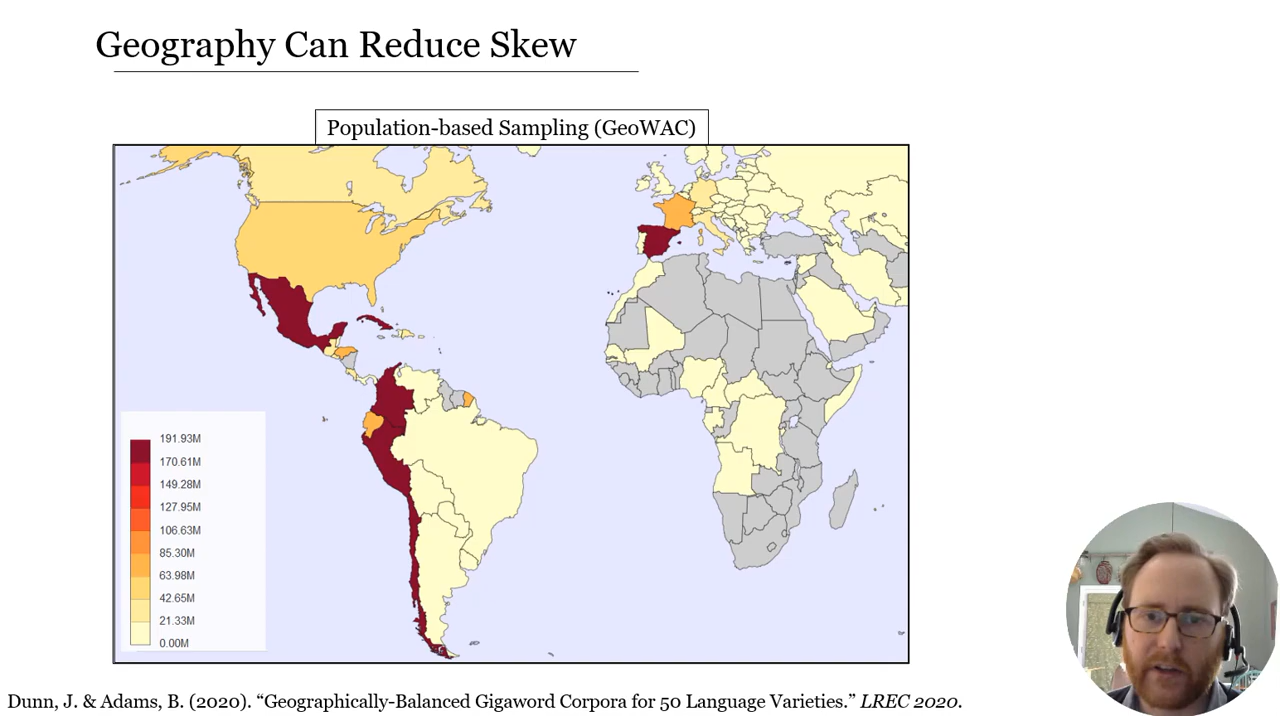 Geography Can Reduce Skew
Population-based Sampling (GeoWAC)
191.93M
170.61M
149.28M
127.95M
106.63M
85.30M
63.98M
42.65M
21.33M
0.00M
Dunn, J. & Adams, B. (2020). “Geographically-Balanced Gigaword Corpora for 50 Language Varieties.” LREC 2020.